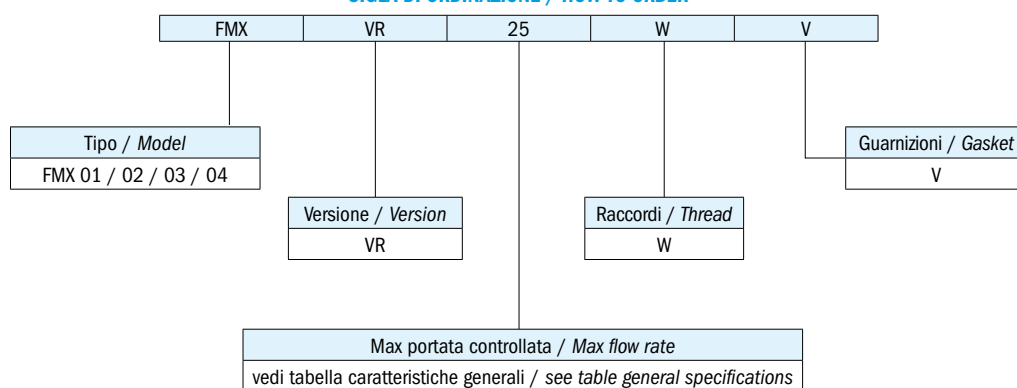 SIGLA DI ORDINAZIONE / HOW TO ORDER
FMX VR 25 W V
Tipo / Model
FMX 01 / 02 / 03 / 04
Guarnizioni / Gasket
V
Versione / Version
VR
Raccordi / Thread
W
Max portata controllata / Max flow rate
vedi tabella caratteristiche generali / see table general specifications